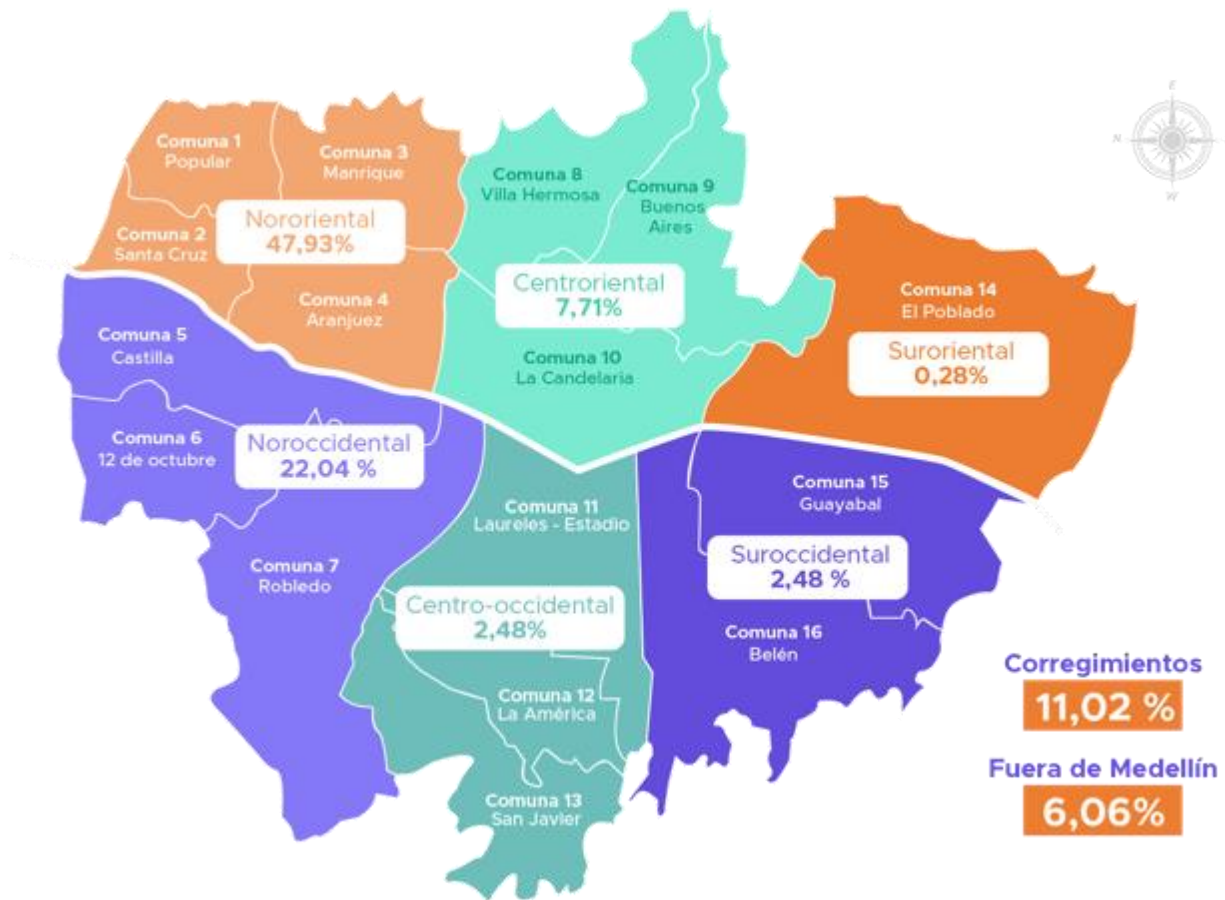 Comuna 1
Popular
Comuna 3
Manrique
Comuna 2
Santa Cruz
Nororiental
47,93%
Comuna 4
Aranjuez
Comuna 8
Villa Hermosa
Comuna 9
Buenos
Aires
Centroriental
7,71%
Comuna 10
La Candelaria
E
N
W
Comuna 14
El Poblado
Suroriental
0,28%
Comuna 5
Castilla
Comuna 6
12 de octubre
Noroccidental
22,04 %
Comuna 7
Robledo
Comuna 11
Laureles - Estadio
Centro-occidental
2,48%
Comuna 12
La América
Comuna 13
San Javier
Comuna 15
Guayabal
Suroccidental
2,48 %
Comuna 16
Belén
Corregimientos
11,02 %
Fuera de Medellín
6,06%